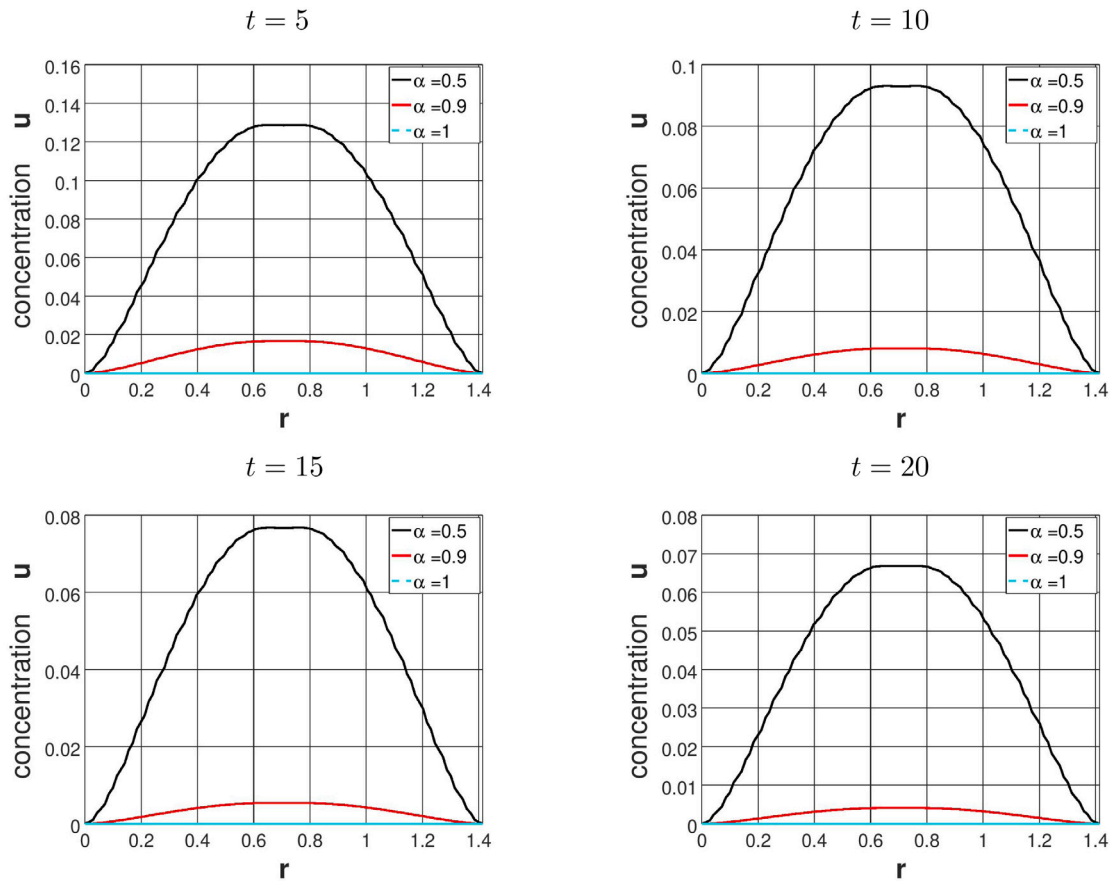 t = 5
0.16
0.14
0.12
0.1
0.08
0.06
0.04
0.02
0
concentration u
α =0.5
α =0.9
α =1
0 0.2 0.4 0.6 0.8 1 1.2 1.4
r
t = 10
0.1
0.08
0.06
0.04
0.02
0
concentration u
α =0.5
α =0.9
α =1
0 0.2 0.4 0.6 0.8 1 1.2 1.4
r
t = 15
0.08
0.06
0.04
0.02
0
concentration u
α =0.5
α =0.9
α =1
0 0.2 0.4 0.6 0.8 1 1.2 1.4
r
t = 20
0.08
0.07
0.06
0.05
0.04
0.03
0.02
0.01
0
concentration u
α =0.5
α =0.9
α =1
0 0.2 0.4 0.6 0.8 1 1.2 1.4
r